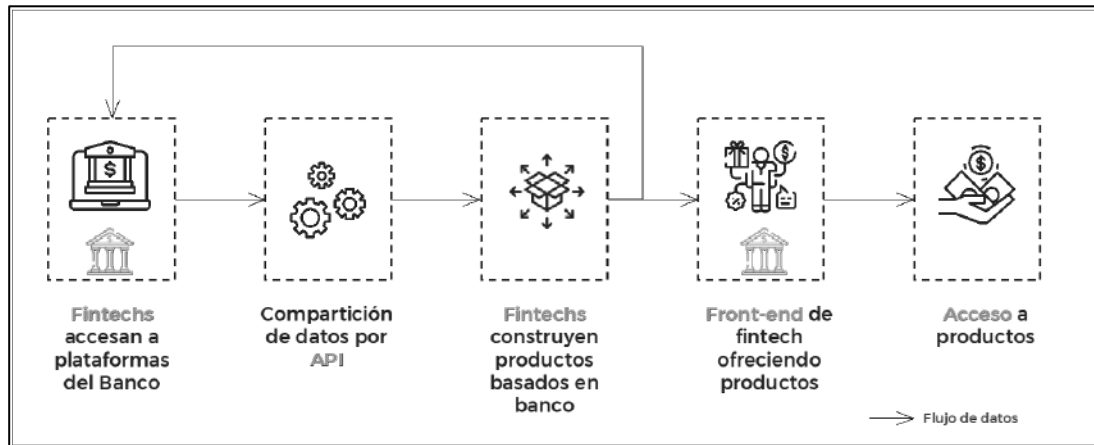 Fintechs
accesan a
plataformas
del Banco
Compartición
de datos por
API
Fintechs
construyen
productos
basados en
banco
Front-end de
fintech
ofreciendo
productos
Acceso a
productos
Flujo de datos